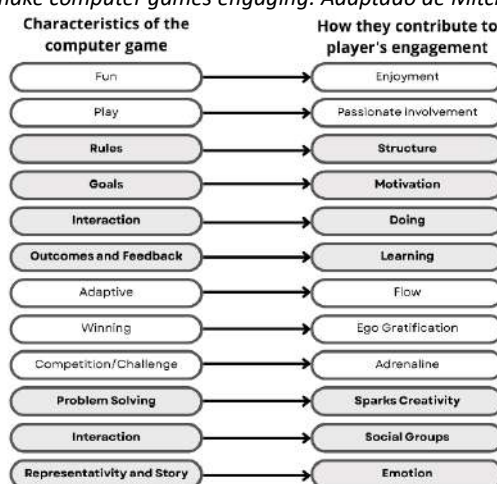 make computer games engaging. Adaptado de Mitc
Characteristics of the
computer game
How they contribute to
player's engagement
Fun
Enjoyment
Play
Passionate Involvement
Rules
Structure
Goals
Motivation
Interaction
Doing
Outcomes and Feedback
Learning
Adaptive
Flow
Winning
Ego Gratification
Competition/Challenge
Adrenaline
Problem Solving
Sparks Creativity
Interaction
Social Groups
Representativity and Story
Emotion